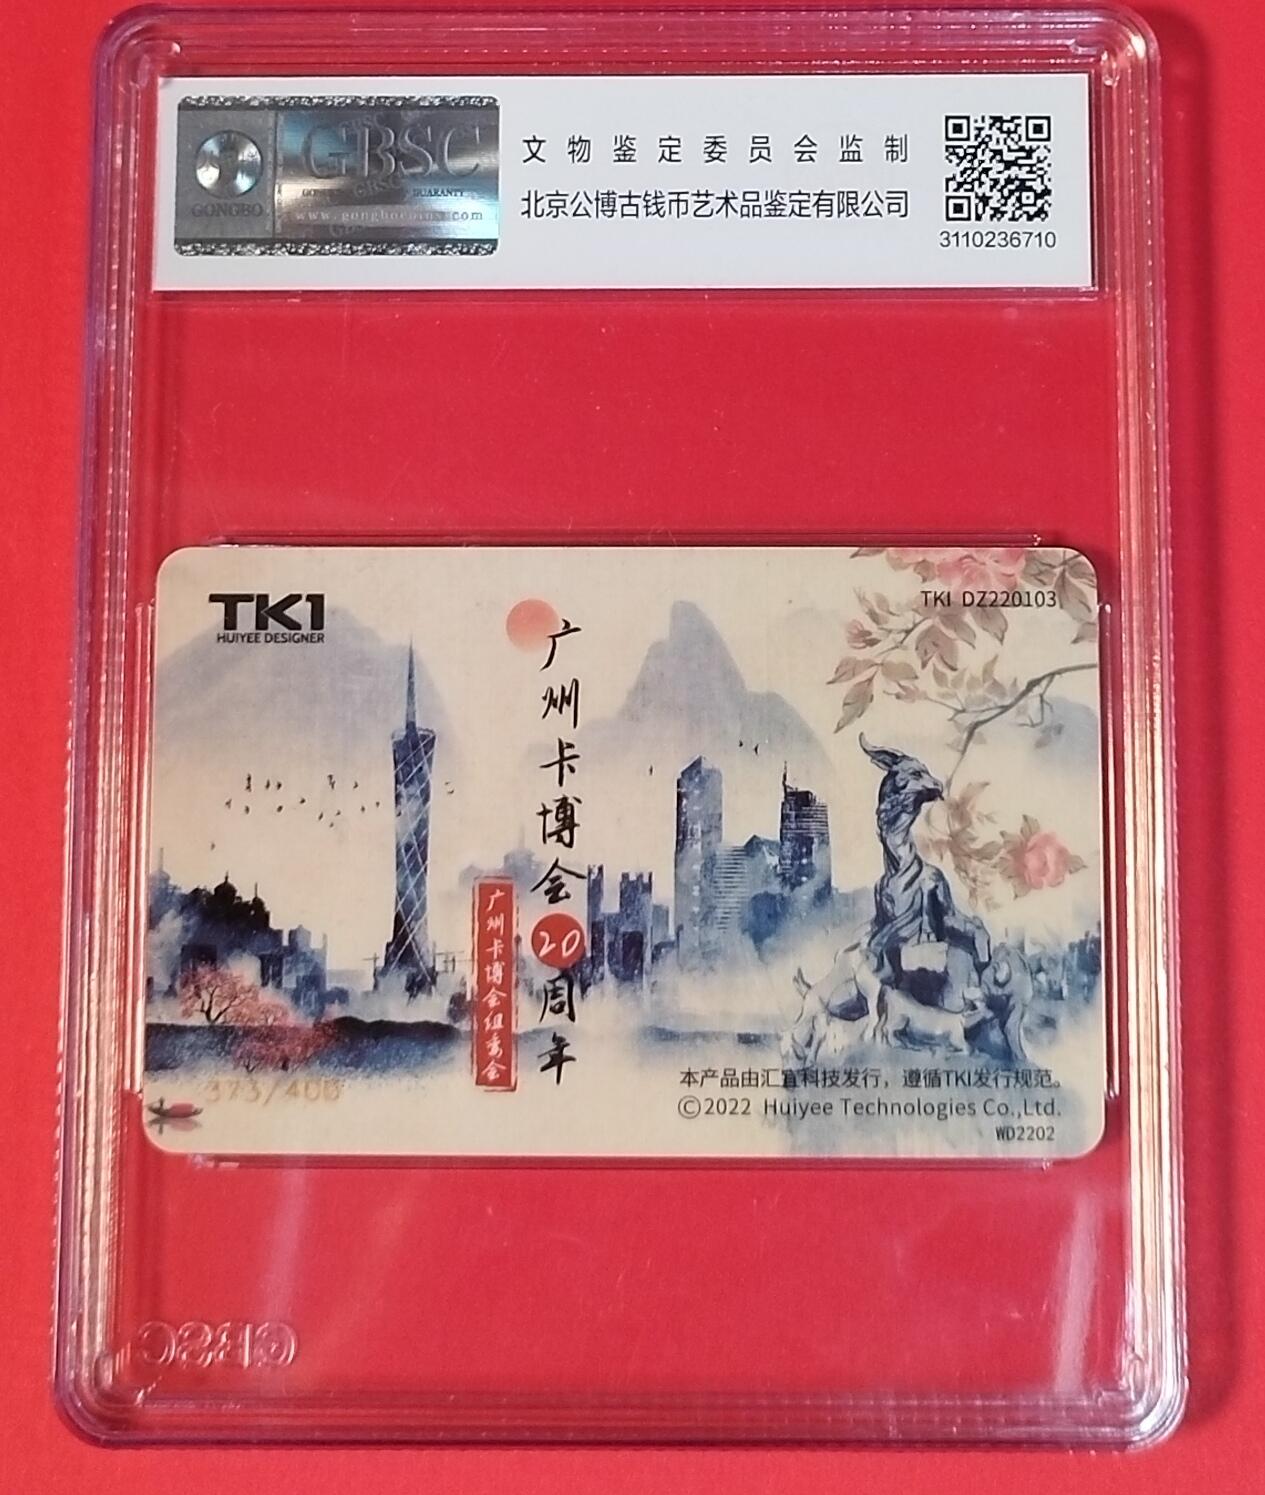 GBSC
GONGBO
www.gongbocoins.com
文物鉴定委员会监制
北京公博古钱币艺术品鉴定有限公司
3110236710
TK1
HUIYEE DESIGNER
TKI DZ220103
广州卡博会20周年
广州卡博会组委会
373/400
本产品由汇宜科技发行，遵循TKI发行规范。
©2022 Huiyee Technologies Co.,Ltd.
WD2202
GBSC